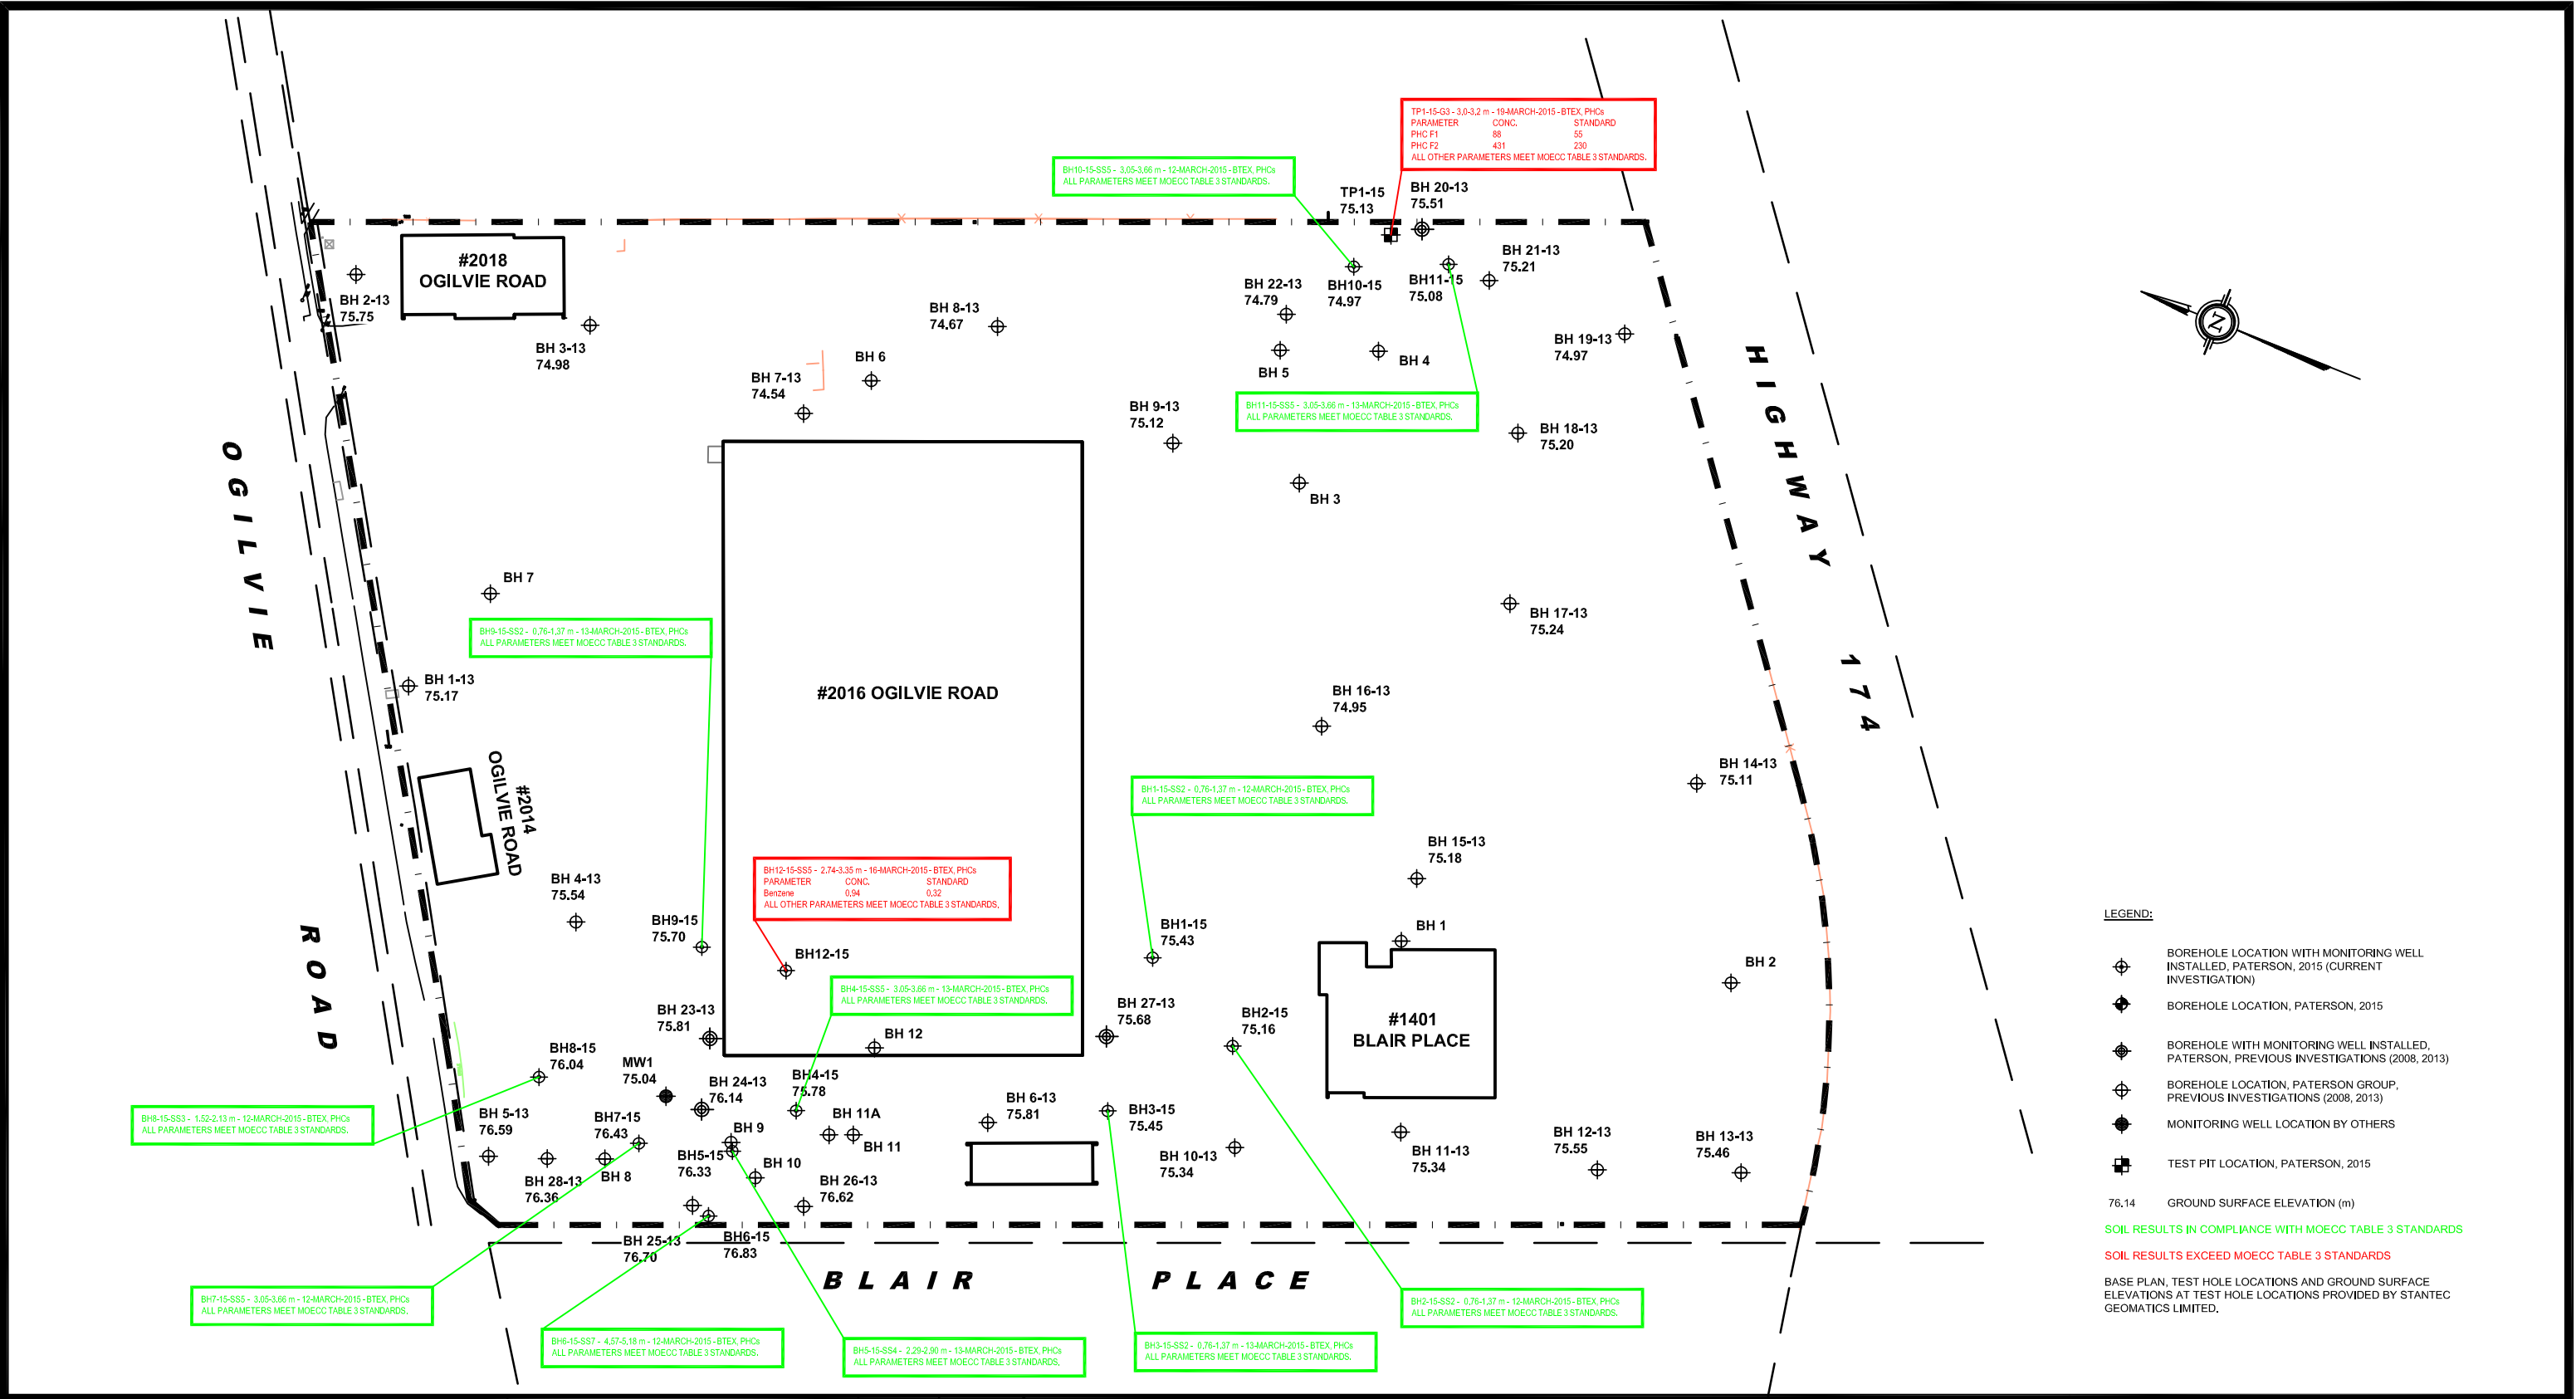 TP1-15-G3 - 3.0-3.2 m - 19-MARCH-2015 - BTEX, PHCs
PARAMETER CONC. STANDARD
PHC F1 88 55
PHC F2 431 230
ALL OTHER PARAMETERS MEET MOECC TABLE 3 STANDARDS.
BH10-15-SS5 - 3.05-3.66 m - 12-MARCH-2015 - BTEX, PHCs
ALL PARAMETERS MEET MOECC TABLE 3 STANDARDS.
TP1-15
75.13
BH 20-13
75.51
#2018
OGILVIE ROAD
BH 2-13
75.75
BH 3-13
74.98
BH 8-13
74.67
BH 22-13
74.79
BH10-15
74.97
BH11-15
75.08
BH 21-13
75.21
BH 19-13
74.97
BH 6
BH 7-13
74.54
BH 5
BH 4
BH 9-13
75.12
BH11-15-SS5 - 3.05-3.66 m - 13-MARCH-2015 - BTEX, PHCs
ALL PARAMETERS MEET MOECC TABLE 3 STANDARDS.
BH 18-13
75.20
BH 3
HIGHWAY 174
OGILVIE ROAD
N
BH 7
BH9-15-SS2 - 0.76-1.37 m - 13-MARCH-2015 - BTEX, PHCs
ALL PARAMETERS MEET MOECC TABLE 3 STANDARDS.
BH 17-13
75.24
BH 1-13
75.17
#2016 OGILVIE ROAD
BH 16-13
74.95
#2014
OGILVIE ROAD
BH1-15-SS2 - 0.76-1.37 m - 12-MARCH-2015 - BTEX, PHCs
ALL PARAMETERS MEET MOECC TABLE 3 STANDARDS.
BH 14-13
75.11
BH 15-13
75.18
BH12-15-SS5 - 2.74-3.35 m - 16-MARCH-2015 - BTEX, PHCs
PARAMETER CONC. STANDARD
Benzene 0.94 0.32
ALL OTHER PARAMETERS MEET MOECC TABLE 3 STANDARDS.
BH 4-13
75.54
BH9-15
75.70
BH12-15
BH1-15
75.43
BH 1
BH 2
BH4-15-SS5 - 3.05-3.66 m - 13-MARCH-2015 - BTEX, PHCs
ALL PARAMETERS MEET MOECC TABLE 3 STANDARDS.
BH 23-13
75.81
BH 12
BH 27-13
75.68
BH2-15
75.16
#1401
BLAIR PLACE
BH8-15
76.04
MW1
75.04
BH 24-13
76.14
BH4-15
75.78
BH 11A
BH 11
BH 6-13
75.81
BH3-15
75.45
BH8-15-SS3 - 1.52-2.13 m - 12-MARCH-2015 - BTEX, PHCs
ALL PARAMETERS MEET MOECC TABLE 3 STANDARDS.
BH 5-13
76.59
BH7-15
76.43
BH 9
BH5-15
76.33
BH 10
BH 28-13
76.36
BH 8
BH 26-13
76.62
BH 10-13
75.34
BH 11-13
75.34
BH 12-13
75.55
BH 13-13
75.46
BH 25-13
76.70
BH6-15
76.83
BLAIR PLACE
BH7-15-SS5 - 3.05-3.66 m - 12-MARCH-2015 - BTEX, PHCs
ALL PARAMETERS MEET MOECC TABLE 3 STANDARDS.
BH6-15-SS7 - 4.57-5.18 m - 12-MARCH-2015 - BTEX, PHCs
ALL PARAMETERS MEET MOECC TABLE 3 STANDARDS.
BH5-15-SS4 - 2.29-2.90 m - 13-MARCH-2015 - BTEX, PHCs
ALL PARAMETERS MEET MOECC TABLE 3 STANDARDS.
BH3-15-SS2 - 0.76-1.37 m - 13-MARCH-2015 - BTEX, PHCs
ALL PARAMETERS MEET MOECC TABLE 3 STANDARDS.
BH2-15-SS2 - 0.76-1.37 m - 12-MARCH-2015 - BTEX, PHCs
ALL PARAMETERS MEET MOECC TABLE 3 STANDARDS.
LEGEND:
BOREHOLE LOCATION WITH MONITORING WELL
INSTALLED, PATERSON, 2015 (CURRENT
INVESTIGATION)
BOREHOLE LOCATION, PATERSON, 2015
BOREHOLE WITH MONITORING WELL INSTALLED,
PATERSON, PREVIOUS INVESTIGATIONS (2008, 2013)
BOREHOLE LOCATION, PATERSON GROUP,
PREVIOUS INVESTIGATIONS (2008, 2013)
MONITORING WELL LOCATION BY OTHERS
TEST PIT LOCATION, PATERSON, 2015
76.14 GROUND SURFACE ELEVATION (m)
SOIL RESULTS IN COMPLIANCE WITH MOECC TABLE 3 STANDARDS
SOIL RESULTS EXCEED MOECC TABLE 3 STANDARDS
BASE PLAN, TEST HOLE LOCATIONS AND GROUND SURFACE
ELEVATIONS AT TEST HOLE LOCATIONS PROVIDED BY STANTEC
GEOMATICS LIMITED.